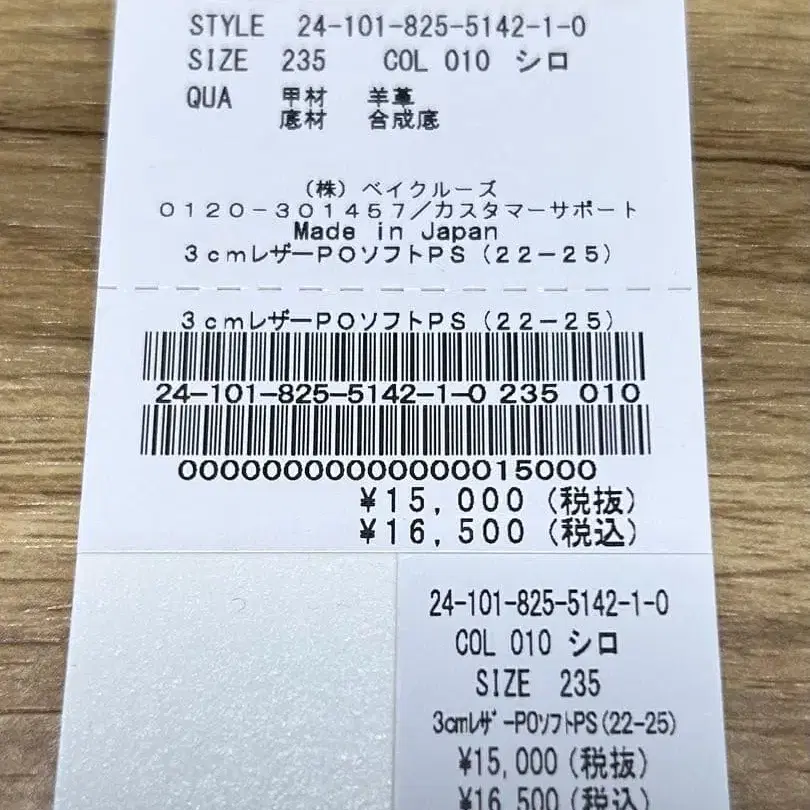 STYLE 24-101-825-5142-1-0
SIZE 235 COL 010 シロ
QUA 甲材 羊革
底材 合成底
（株）ベイクルーズ
０１２０－３０１４５７／カスタマーサポート
Made in Japan
３ｃｍレザーＰＯソフトＰＳ（２２－２５）
３ｃｍレザーＰＯソフトＰＳ（２２－２５）
24-101-825-5142-1-0 235 010
00000000000000015000
¥15,000（税抜）
¥16,500（税込）
24-101-825-5142-1-0
COL 010 シロ
SIZE 235
3cmﾚｻﾞｰPOｿﾌﾄPS(22-25)
¥15,000（税抜）
¥16,500（税込）